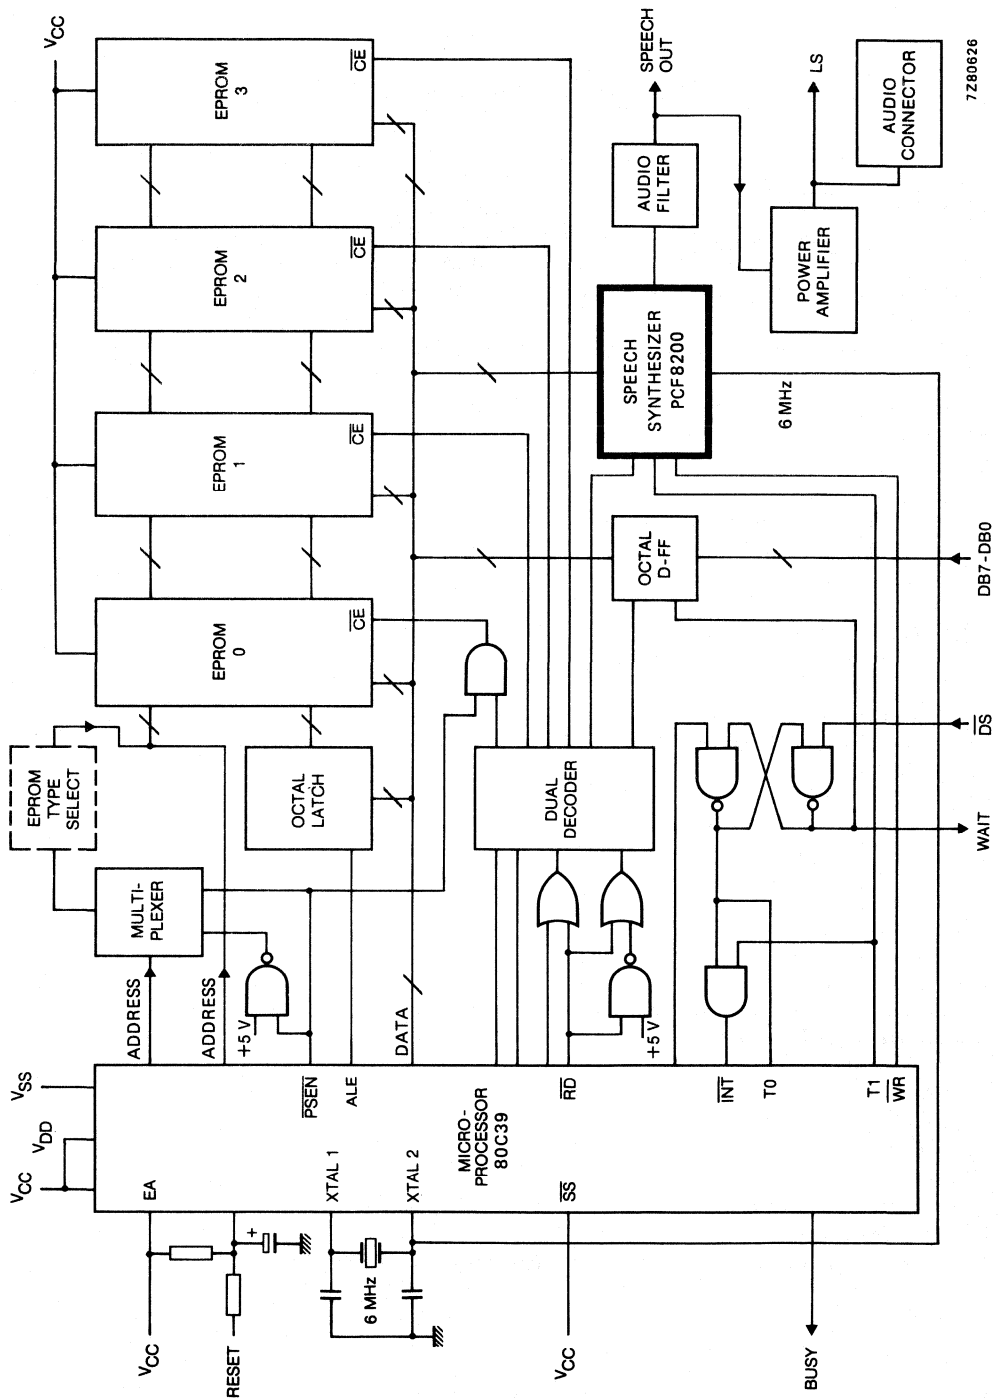 VCC
EPROM
3
CE
EPROM
2
CE
EPROM
1
CE
EPROM
0
CE
SPEECH
OUT
LS
AUDIO
FILTER
AUDIO
CONNECTOR
POWER
AMPLIFIER
SPEECH
SYNTHESIZER
PCF8200
6 MHz
OCTAL
D-FF
DB7-DB0
EPROM
TYPE
SELECT
OCTAL
LATCH
DUAL
DECODER
DS
WAIT
MULTI-
PLEXER
ADDRESS
ADDRESS
+5 V
DATA
+5 V
VSS
VDD
VCC
EA
PSEN
ALE
XTAL 1
XTAL 2
MICRO-
PROCESSOR
80C39
RD
SS
INT
T0
T1
WR
+
6 MHz
VCC
RESET
VCC
BUSY
7Z80626